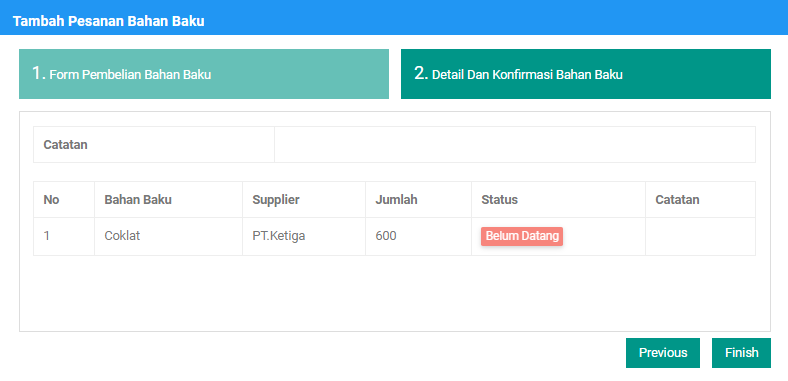 Tambah Pesanan Bahan Baku
1. Form Pembelian Bahan Baku 2. Detail Dan Konfirmasi Bahan Baku
Catatan
No Bahan Baku Supplier Jumlah Status Catatan
1 Coklat PT.Ketiga 600 Belum Datang
Previous Finish